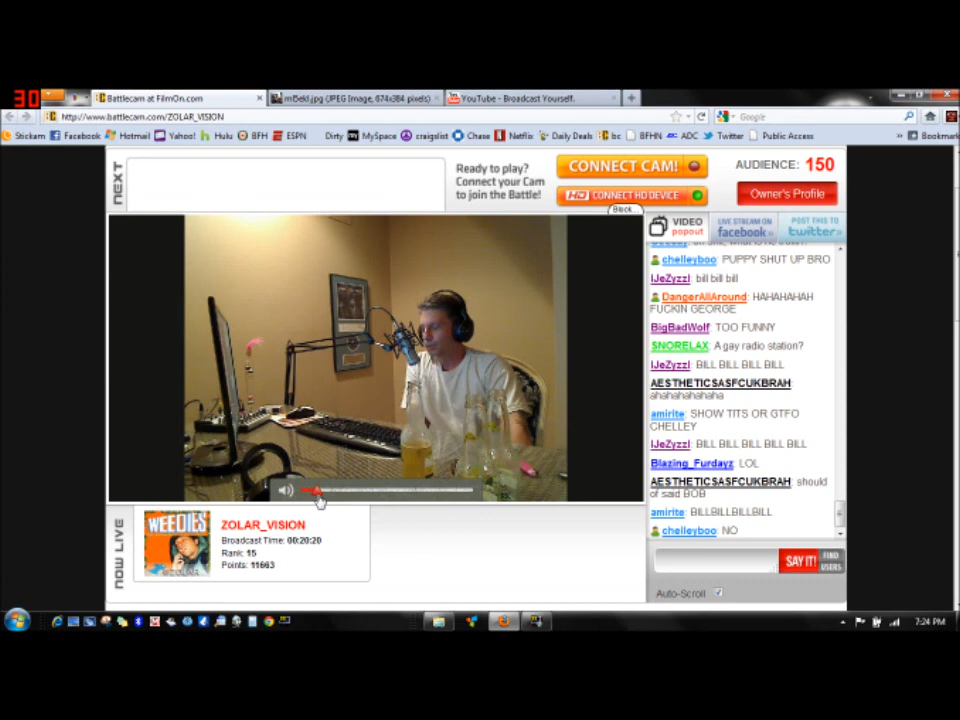 30
Battlecam at FilmOn.com
mf5ekl.jpg (JPEG Image, 674x384 pixels)
YouTube - Broadcast Yourself.
http://www.battlecam.com/ZOLAR_VISION
Google
Stickam Facebook Hotmail Yahoo! Hulu BFH ESPN Dirty MySpace craigslist Chase Netflix Daily Deals bc BFHN ADC Twitter Public Access
Bookmark
NEXT
Ready to play?
Connect your Cam
to join the Battle!
CONNECT CAM!
HD CONNECT HD DEVICE
Block
AUDIENCE: 150
Owner's Profile
VIDEO
popout
LIVE STREAM ON
facebook»
POST THIS TO
twitter»
chelleyboo: PUPPY SHUT UP BRO
IJeZyzzI: bill bill bill
DangerAllAround: HAHAHAHAH
FUCKIN GEORGE
BigBadWolf: TOO FUNNY
SNORELAX: A gay radio station?
IJeZyzzI: BILL BILL BILL BILL
AESTHETICSASFCUKBRAH:
ahahahahahaha
amirite: SHOW TITS OR GTFO
CHELLEY
IJeZyzzI: BILL BILL BILL BILL BILL
Blazing_Furdayz: LOL
AESTHETICSASFCUKBRAH: should
of said BOB
amirite: BILLBILLBILLBILL
chelleyboo: NO
SAY IT!
FIND
USERS
Auto-Scroll
NOW LIVE
WEEDIES
ZOLAR
ZOLAR_VISION
Broadcast Time: 00:20:20
Rank: 15
Points: 11663
7:24 PM